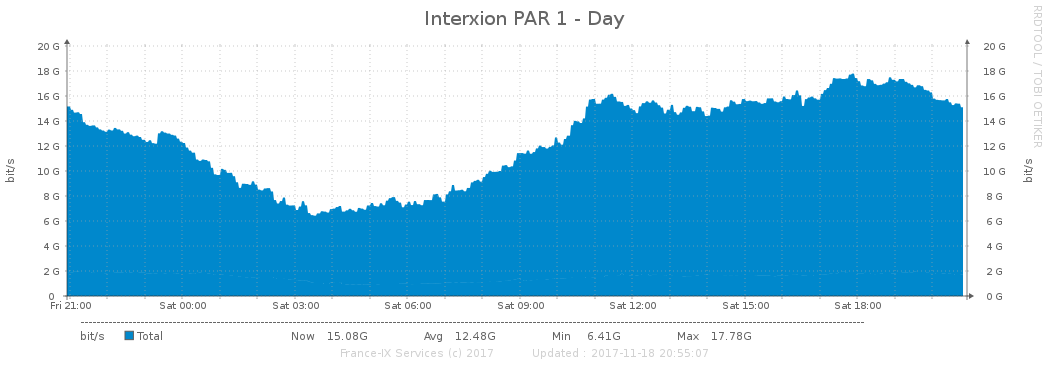 Interxion PAR 1 - Day
RRDTOOL / TOBI OETIKER
20 G 20 G
18 G 18 G
16 G 16 G
14 G 14 G
12 G 12 G
10 G 10 G
8 G 8 G
6 G 6 G
4 G 4 G
2 G 2 G
0 0 G
bit/s
bit/s
Fri 21:00 Sat 00:00 Sat 03:00 Sat 06:00 Sat 09:00 Sat 12:00 Sat 15:00 Sat 18:00
bit/s Total Now 15.08G Avg 12.48G Min 6.41G Max 17.78G
France-IX Services (c) 2017 Updated : 2017-11-18 20:55:07